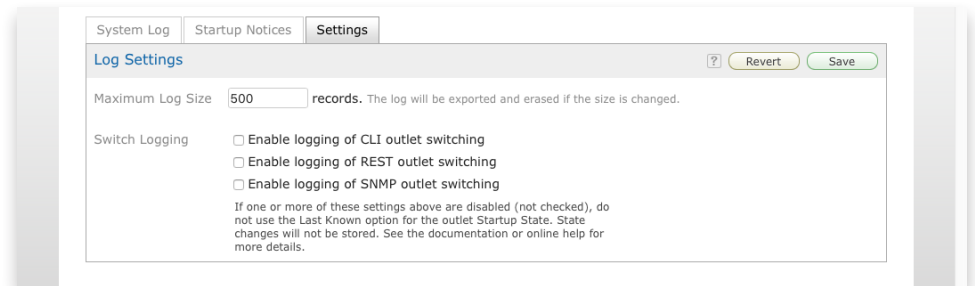 System Log Startup Notices Settings
Log Settings ? Revert Save
Maximum Log Size 500 records. The log will be exported and erased if the size is changed.
Switch Logging Enable logging of CLI outlet switching
Enable logging of REST outlet switching
Enable logging of SNMP outlet switching
If one or more of these settings above are disabled (not checked), do
not use the Last Known option for the outlet Startup State. State
changes will not be stored. See the documentation or online help for
more details.